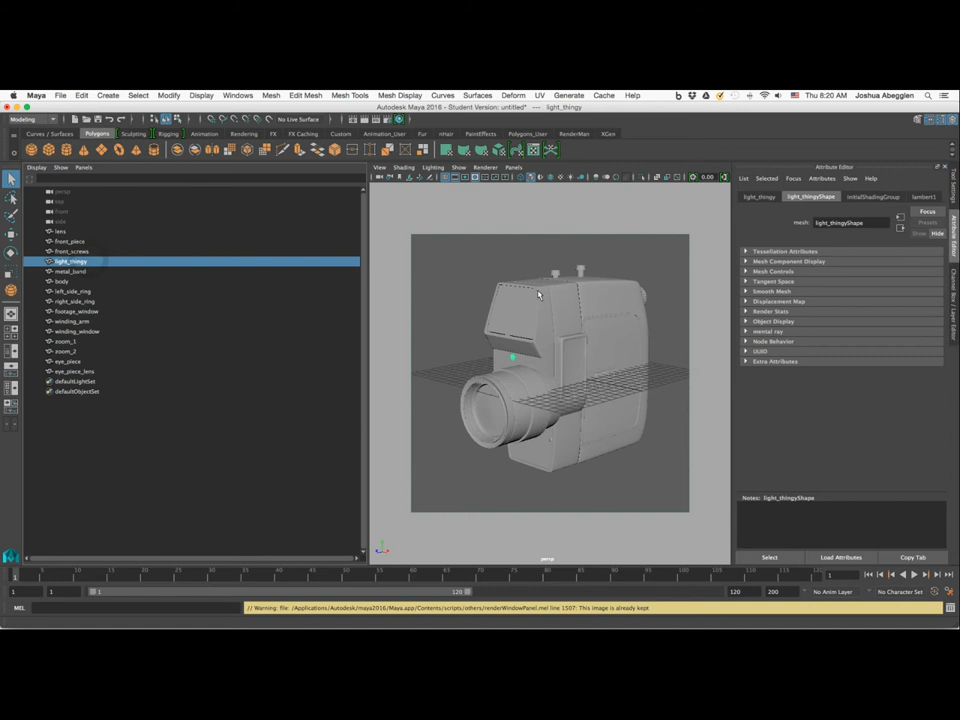 Maya File Edit Create Select Modify Display Windows Mesh Edit Mesh Mesh Tools Mesh Display Curves Surfaces Deform UV Generate Cache Help Thu 8:20 AM Joshua Abegglen
Autodesk Maya 2016 - Student Version: untitled* --- light_thingy
Modeling No Live Surface
Curves / Surfaces Polygons Sculpting Rigging Animation Rendering FX FX Caching Custom Animation_User Fur nHair PaintEffects Polygons_User RenderMan XGen
Display Show Panels
View Shading Lighting Show Renderer Panels
0.00
Attribute Editor
List Selected Focus Attributes Show Help
light_thingy light_thingyShape initialShadingGroup lambert1
Focus
Presets
mesh: light_thingyShape
Show Hide
Tessellation Attributes
Mesh Component Display
Mesh Controls
Tangent Space
Smooth Mesh
Displacement Map
Render Stats
Object Display
mental ray
Node Behavior
UUID
Extra Attributes
Notes: light_thingyShape
Select Load Attributes Copy Tab
Tool Settings
Attribute Editor
Channel Box / Layer Editor
persp
top
front
side
lens
front_piece
front_screws
light_thingy
metal_band
body
left_side_ring
right_side_ring
footage_window
winding_arm
winding_window
zoom_1
zoom_2
eye_piece
eye_piece_lens
defaultLightSet
defaultObjectSet
persp
1 5 10 15 20 25 30 35 40 45 50 55 60 65 70 75 80 85 90 95 100 105 110 115 120 1
1 1 1 120 120 200 No Anim Layer No Character Set
MEL // Warning: file: /Applications/Autodesk/maya2016/Maya.app/Contents/scripts/others/renderWindowPanel.mel line 1507: This image is already kept